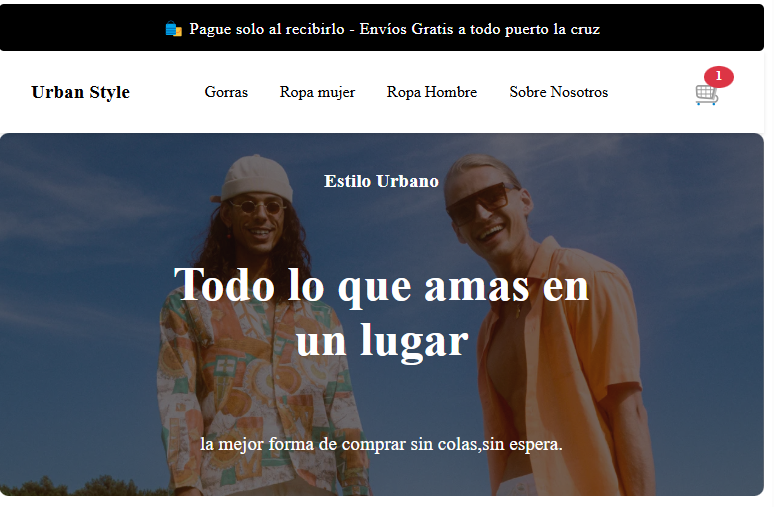 Pague solo al recibirlo - Envíos Gratis a todo puerto la cruz
Urban Style Gorras Ropa mujer Ropa Hombre Sobre Nosotros 1
Estilo Urbano
Todo lo que amas en
un lugar
la mejor forma de comprar sin colas,sin espera.